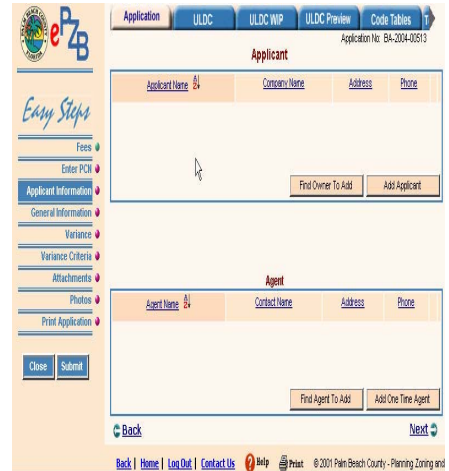 ePZB
Application ULDC ULDC WIP ULDC Preview Code Tables
Application No: BA-2004-00513
Applicant
Applicant Name Company Name Address Phone
Find Owner To Add Add Applicant
Easy Steps
Fees
Enter PCN
Applicant Information
General Information
Variance
Variance Criteria
Attachments
Photos
Print Application
Close Submit
Agent
Agent Name Contact Name Address Phone
Find Agent To Add Add One Time Agent
Back Next
Back | Home | Log Out | Contact Us Help Print © 2001 Palm Beach County - Planning Zoning and